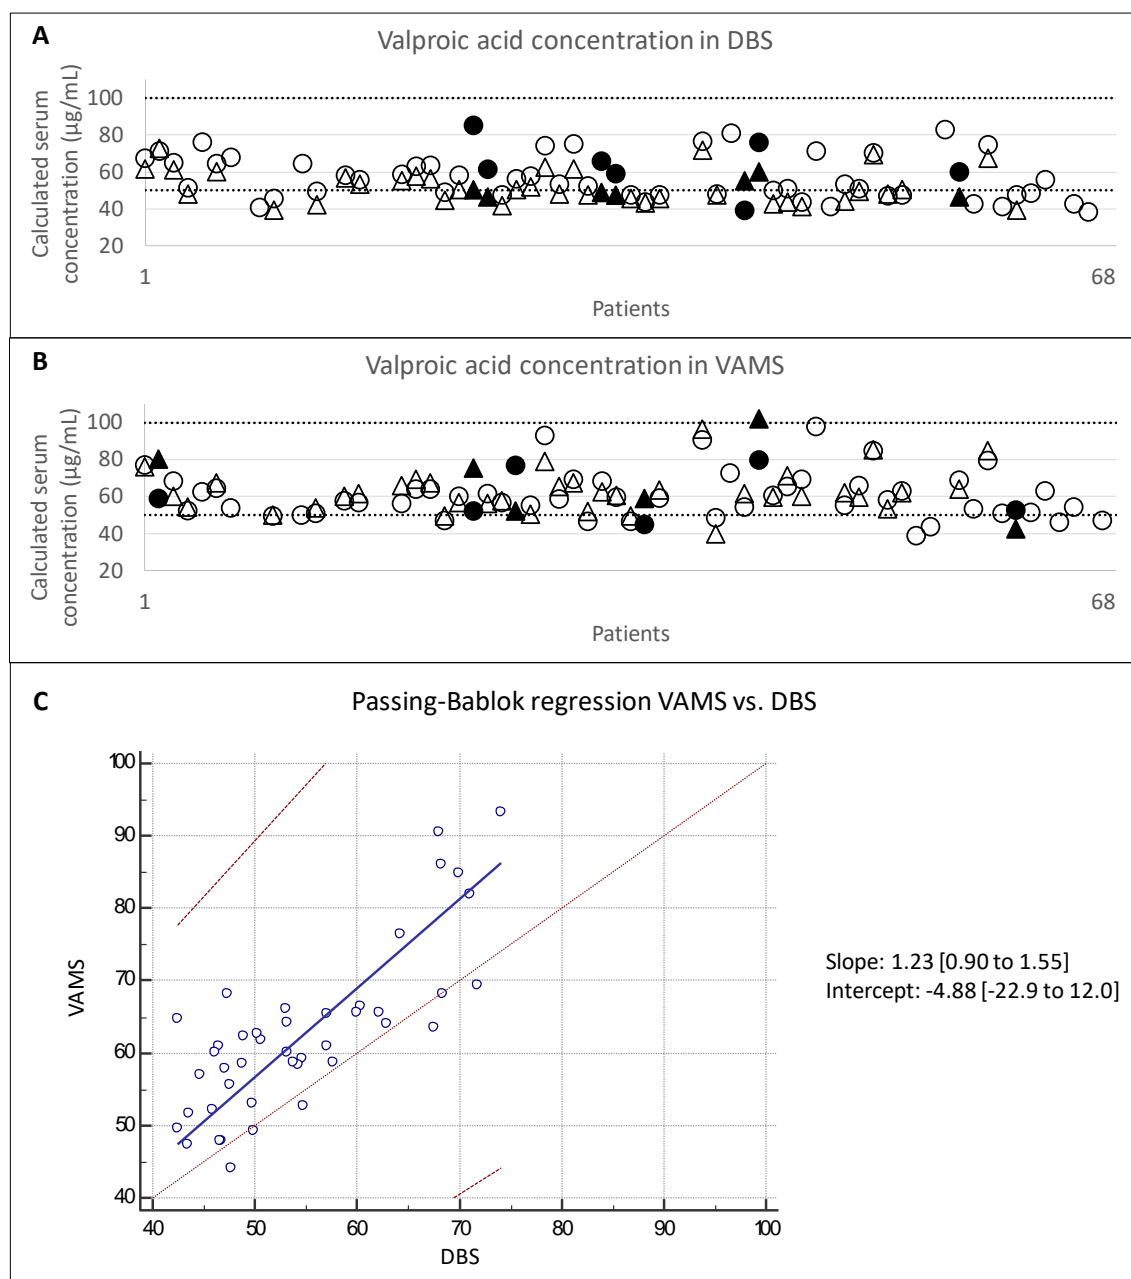 A
Valproic acid concentration in DBS
Calculated serum
concentration (µg/mL)
100
80
60
40
20
1
68
Patients
B
Valproic acid concentration in VAMS
Calculated serum
concentration (µg/mL)
100
80
60
40
20
1
68
Patients
C
Passing-Bablok regression VAMS vs. DBS
VAMS
100
90
80
70
60
50
40
40 50 60 70 80 90 100
DBS
Slope: 1.23 [0.90 to 1.55]
Intercept: -4.88 [-22.9 to 12.0]